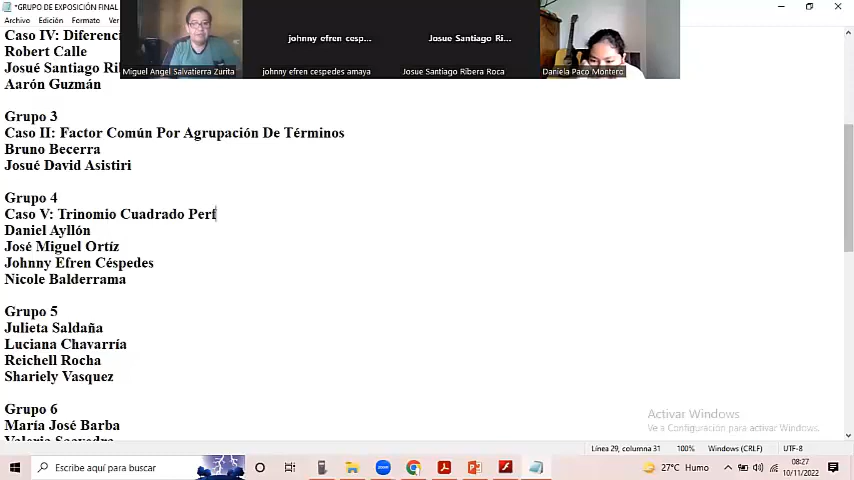 *GRUPO DE EXPOSICIÓN FINAL
Archivo Edición Formato Ver
Caso IV: Diferenci
Robert Calle
Josué Santiago Ri
Aarón Guzmán
johnny efren cesp...
Josue Santiago Ri...
Miguel Angel Salvatierra Zurita
johnny efren cespedes amaya
Josue Santiago Ribera Roca
Daniela Paco Montero
Grupo 3
Caso II: Factor Común Por Agrupación De Términos
Bruno Becerra
Josué David Asistiri
Grupo 4
Caso V: Trinomio Cuadrado Perf
Daniel Ayllón
José Miguel Ortíz
Johnny Efren Céspedes
Nicole Balderrama
Grupo 5
Julieta Saldaña
Luciana Chavarría
Reichell Rocha
Shariely Vasquez
Grupo 6
María José Barba
Valeria Saavedra
Activar Windows
Ve a Configuración para activar Windows.
Línea 29, columna 31 100% Windows (CRLF) UTF-8
Escribe aquí para buscar
27°C Humo
08:27
10/11/2022